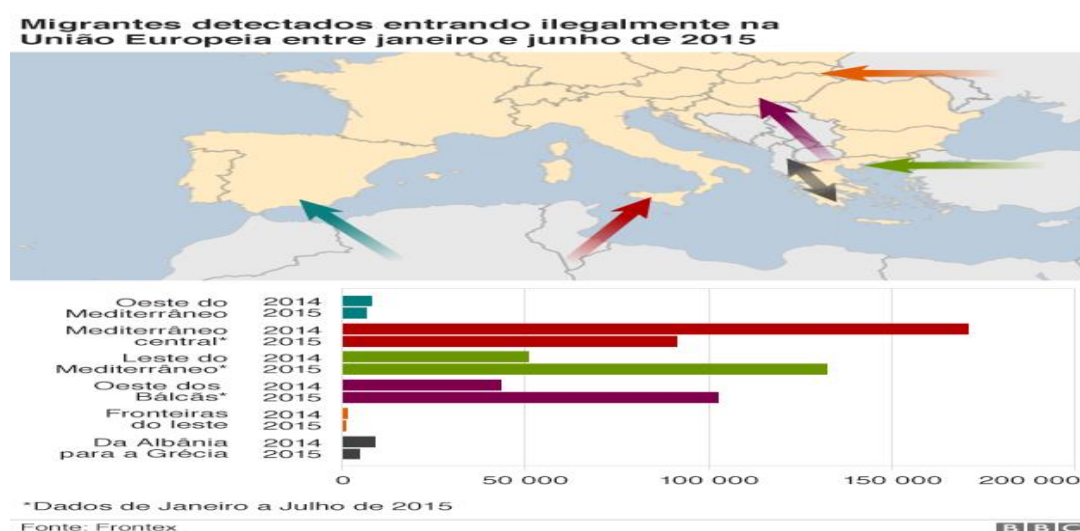 Migrantes detectados entrando ilegalmente na
União Europeia entre janeiro e junho de 2015
Oeste do 2014
Mediterrâneo 2015
Mediterrâneo 2014
central* 2015
Leste do 2014
Mediterrâneo* 2015
Oeste dos 2014
Bálcãs* 2015
Fronteiras 2014
do leste 2015
Da Albânia 2014
para a Grécia 2015
0 50 000 100 000 150 000 200 000
*Dados de Janeiro a Julho de 2015
Fonte: Frontex BBC